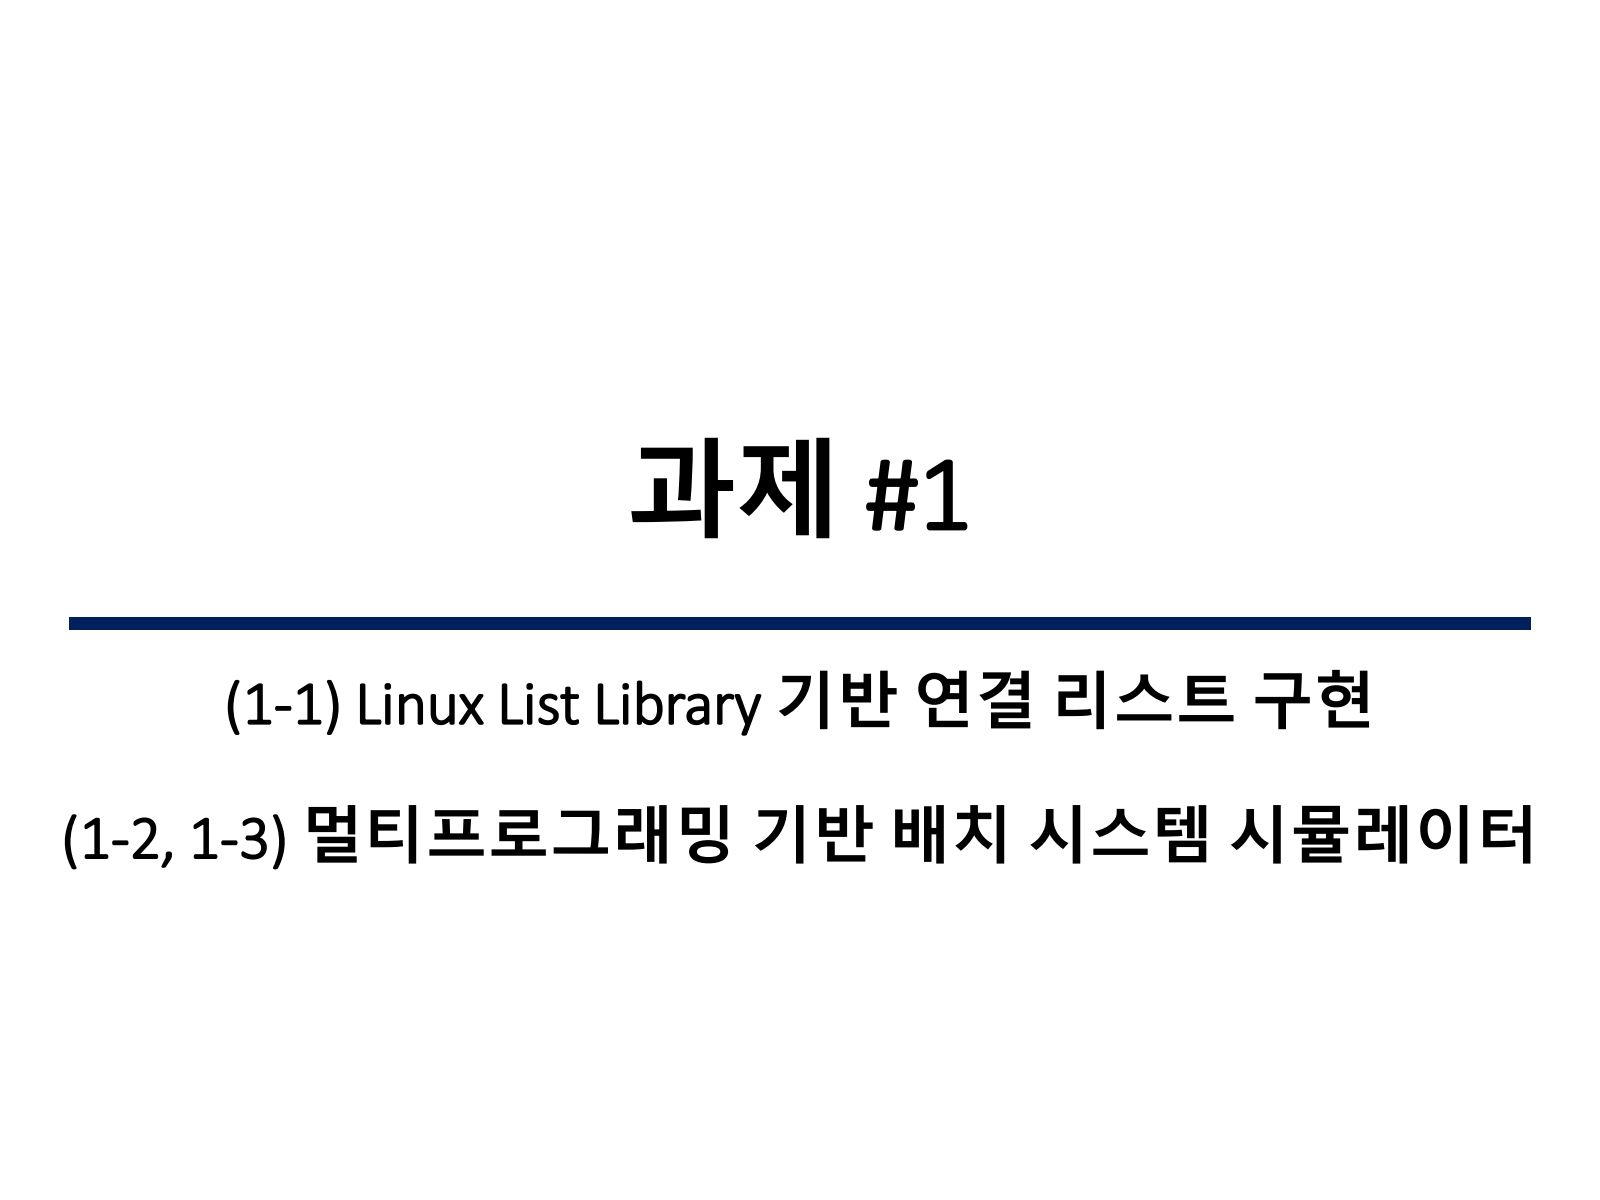 과제 #1
(1-1) Linux List Library 기반 연결 리스트 구현
(1-2, 1-3) 멀티프로그래밍 기반 배치 시스템 시뮬레이터